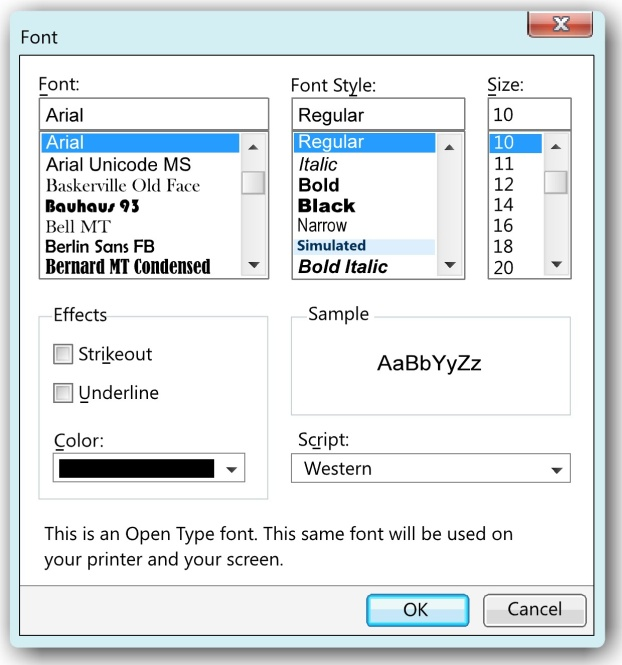 Font
Font:
Font Style:
Size:
Arial
Regular
10
Arial
Arial Unicode MS
Baskerville Old Face
Bauhaus 93
Bell MT
Berlin Sans FB
Bernard MT Condensed
Regular
Italic
Bold
Black
Narrow
Simulated
Bold Italic
10
11
12
14
16
18
20
Effects
Strikeout
Underline
Color:
Sample
AaBbYyZz
Script:
Western
This is an Open Type font. This same font will be used on
your printer and your screen.
OK
Cancel